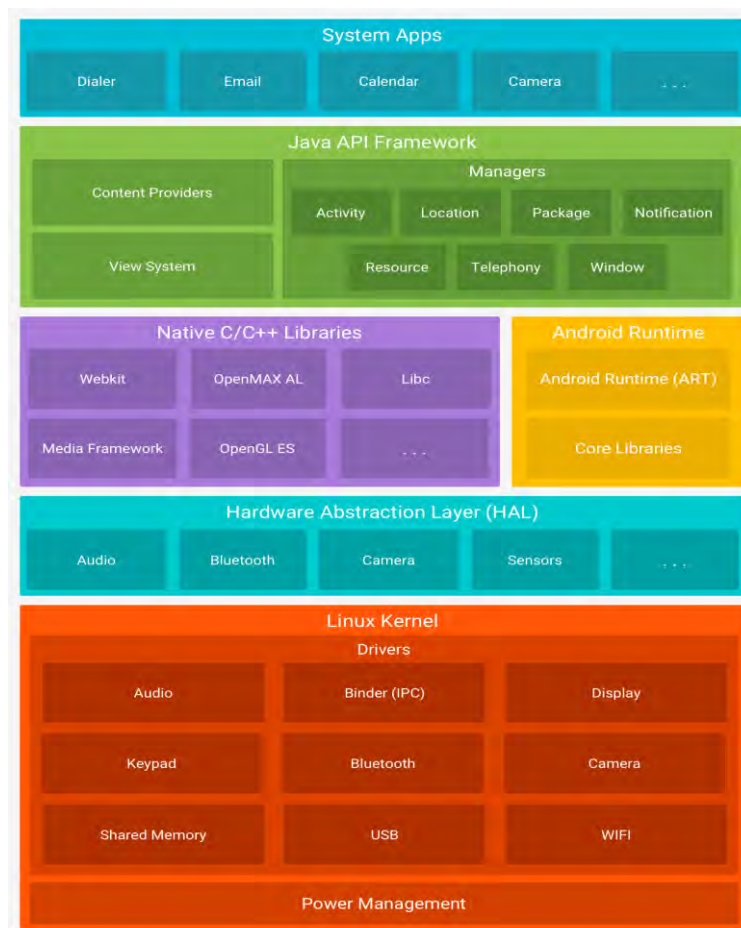 System Apps
Dialer Email Calendar Camera . . .
Java API Framework
Content Providers
View System
Managers
Activity Location Package Notification
Resource Telephony Window
Native C/C++ Libraries
Webkit OpenMAX AL Libc
Media Framework OpenGL ES . . .
Android Runtime
Android Runtime (ART)
Core Libraries
Hardware Abstraction Layer (HAL)
Audio Bluetooth Camera Sensors . . .
Linux Kernel
Drivers
Audio Binder (IPC) Display
Keypad Bluetooth Camera
Shared Memory USB WIFI
Power Management